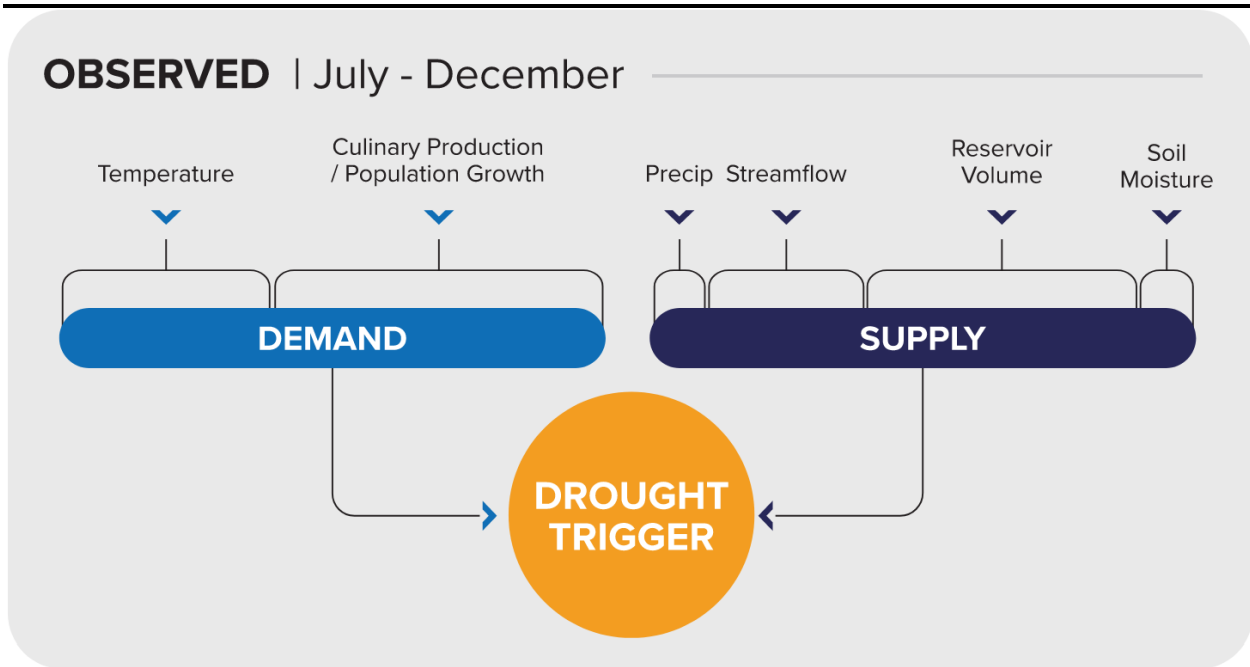 OBSERVED | July - December
Temperature
Culinary Production
/ Population Growth
Precip
Streamflow
Reservoir
Volume
Soil
Moisture
DEMAND
SUPPLY
DROUGHT
TRIGGER